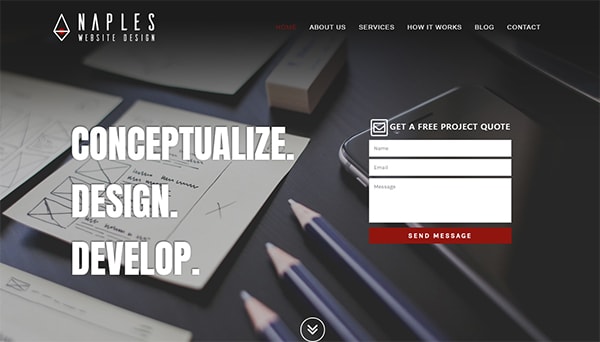 NAPLES
WEBSITE DESIGN
HOME ABOUT US SERVICES HOW IT WORKS BLOG CONTACT
CONCEPTUALIZE.
DESIGN.
DEVELOP.
GET A FREE PROJECT QUOTE
Name
Email
Message
SEND MESSAGE